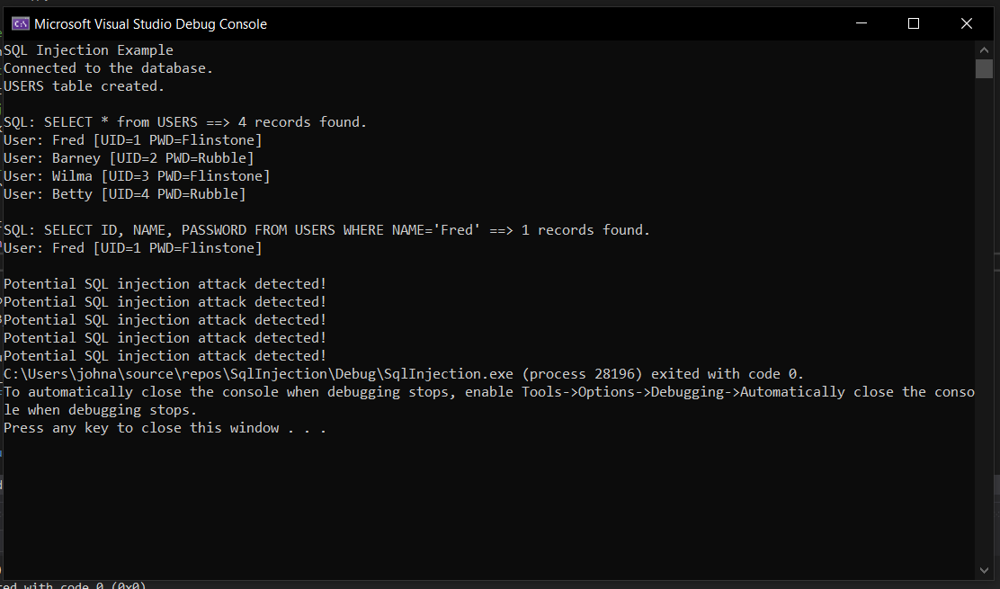 Microsoft Visual Studio Debug Console
SQL Injection Example
Connected to the database.
USERS table created.
SQL: SELECT * from USERS ==> 4 records found.
User: Fred [UID=1 PWD=Flinstone]
User: Barney [UID=2 PWD=Rubble]
User: Wilma [UID=3 PWD=Flinstone]
User: Betty [UID=4 PWD=Rubble]
SQL: SELECT ID, NAME, PASSWORD FROM USERS WHERE NAME='Fred' ==> 1 records found.
User: Fred [UID=1 PWD=Flinstone]
Potential SQL injection attack detected!
Potential SQL injection attack detected!
Potential SQL injection attack detected!
Potential SQL injection attack detected!
Potential SQL injection attack detected!
C:\Users\johna\source\repos\SqlInjection\Debug\SqlInjection.exe (process 28196) exited with code 0.
To automatically close the console when debugging stops, enable Tools->Options->Debugging->Automatically close the conso
le when debugging stops.
Press any key to close this window . . .
with code 0 (0x0)